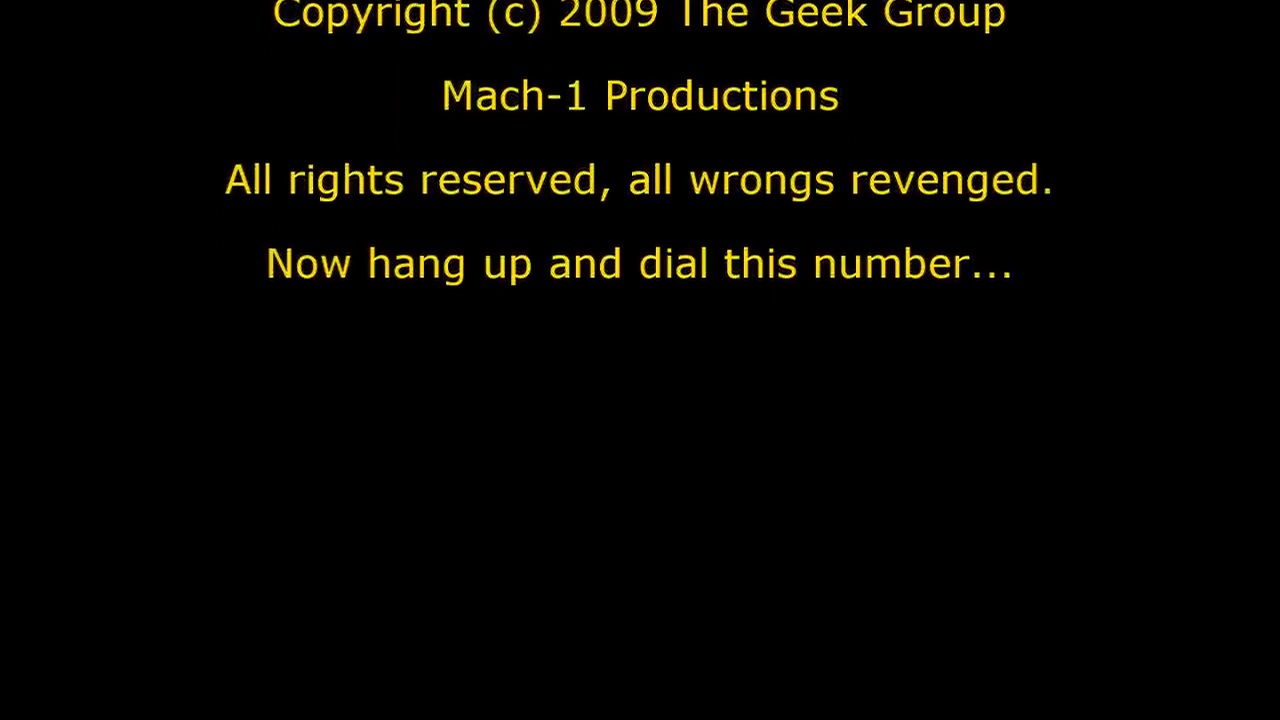 Copyright (c) 2009 The Geek Group
Mach-1 Productions
All rights reserved, all wrongs revenged.
Now hang up and dial this number...